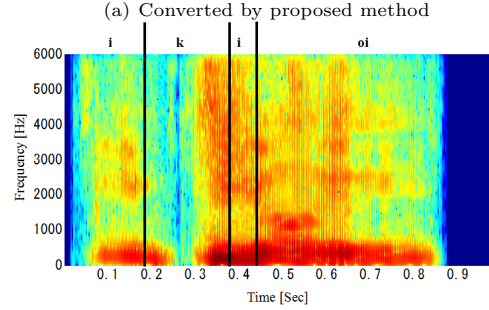 (a) Converted by proposed method
i k i oi
6000
5000
4000
3000
2000
1000
0
Frequency [Hz]
0.1 0.2 0.3 0.4 0.5 0.6 0.7 0.8 0.9
Time [Sec]